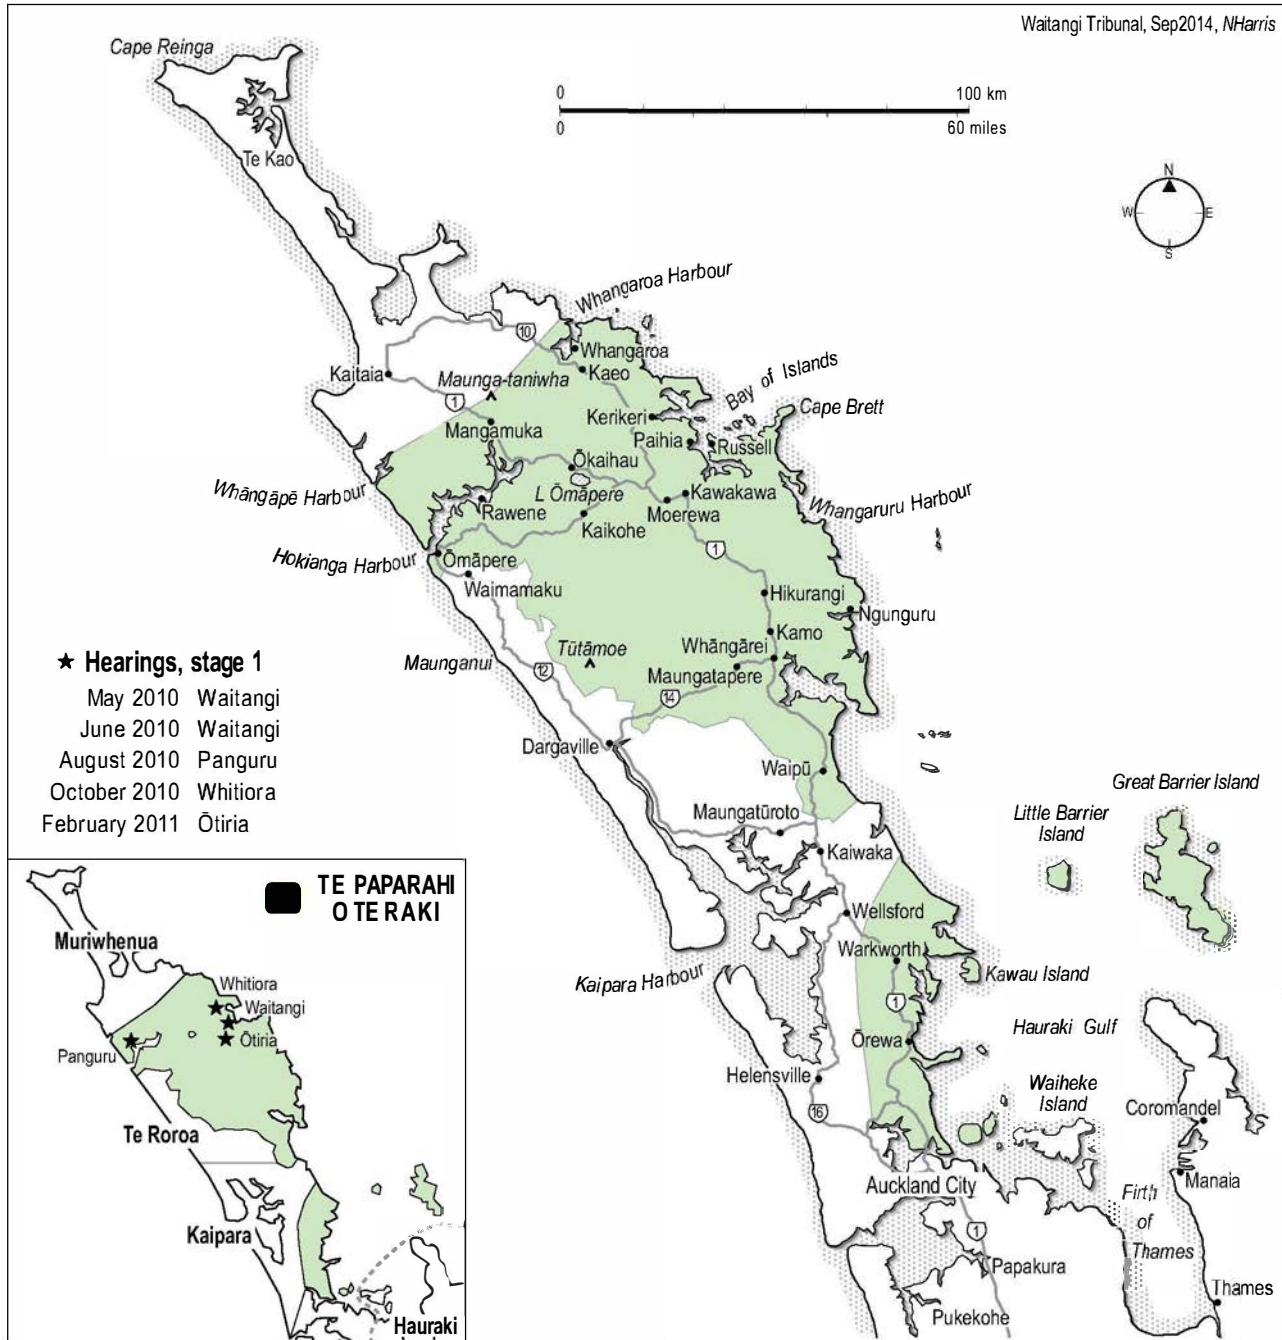 Waitangi Tribunal, Sep2014, NHarris
Cape Reinga
0
100 km
0
60 miles
Te Kao
N
W
E
S
Whangaroa Harbour
10
Whangaroa
Kaitaia
Maunga-taniwha
Kaeo
Bay of Islands
1
Kerikeri
Cape Brett
Mangamuka
Paihia
Russell
Ōkaihau
Whāngāpē Harbour
L Ōmāpere
Kawakawa
Whangaruru Harbour
Rawene
Moerewa
Kaikohe
1
Hokianga Harbour
Ōmāpere
Waimamaku
Hikurangi
Ngunguru
Kamo
Tūtāmoe
Whāngārei
Maunganui
12
Maungatapere
14
★ Hearings, stage 1
May 2010 Waitangi
June 2010 Waitangi
August 2010 Panguru
October 2010 Whitiora
February 2011 Ōtiria
Dargaville
Waipū
Great Barrier Island
Maungatūroto
Little Barrier
Island
Kaiwaka
Wellsford
Warkworth
Kaipara Harbour
Kawau Island
1
Hauraki Gulf
Ōrewa
Helensville
Waiheke
Island
16
Coromandel
Auckland City
Manaia
Firth
of
Thames
1
Papakura
Thames
Pukekohe
TE PAPARAHI
O TE RAKI
Muriwhenua
Whitiora
Waitangi
Ōtiria
Panguru
Te Roroa
Kaipara
Hauraki